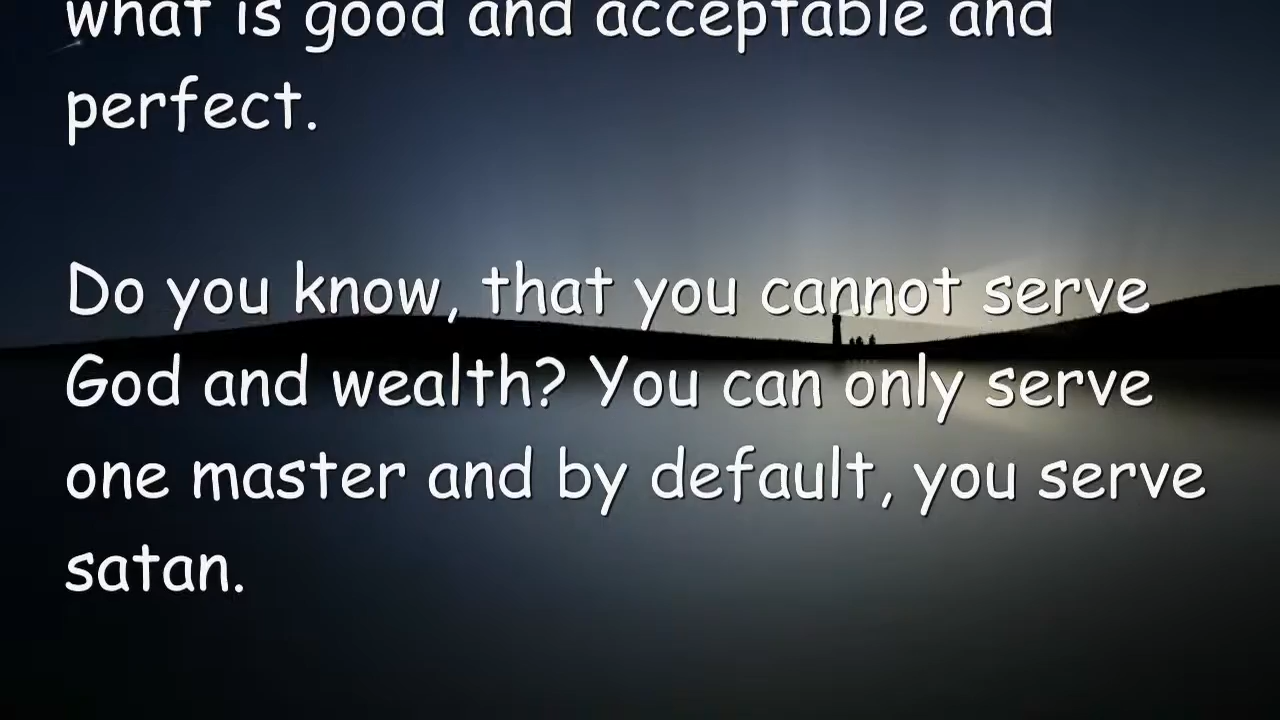 what is good and acceptable and
perfect.
Do you know, that you cannot serve
God and wealth? You can only serve
one master and by default, you serve
satan.